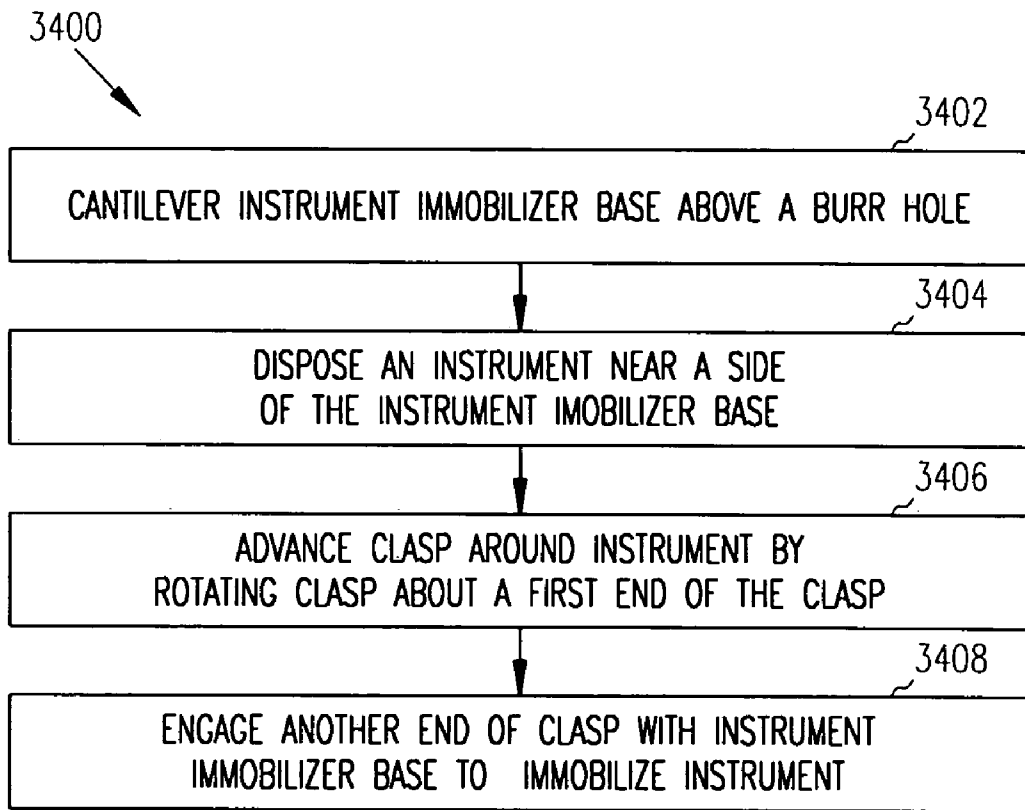 3400
3402
CANTILEVER INSTRUMENT IMMOBILIZER BASE ABOVE A BURR HOLE
3404
DISPOSE AN INSTRUMENT NEAR A SIDE
OF THE INSTRUMENT IMOBILIZER BASE
3406
ADVANCE CLASP AROUND INSTRUMENT BY
ROTATING CLASP ABOUT A FIRST END OF THE CLASP
3408
ENGAGE ANOTHER END OF CLASP WITH INSTRUMENT
IMMOBILIZER BASE TO IMMOBILIZE INSTRUMENT